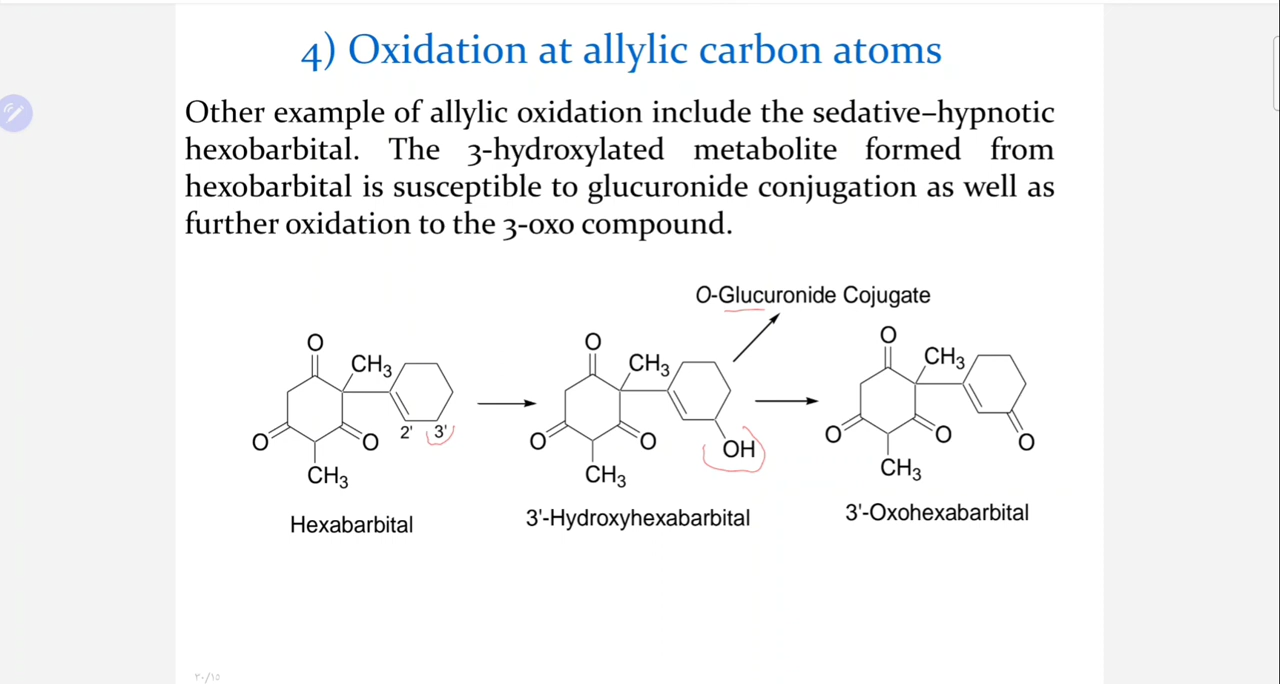 4) Oxidation at allylic carbon atoms
Other example of allylic oxidation include the sedative–hypnotic
hexobarbital. The 3-hydroxylated metabolite formed from
hexobarbital is susceptible to glucuronide conjugation as well as
further oxidation to the 3-oxo compound.
O-Glucuronide Cojugate
O CH3 O O CH3 2' 3'
O CH3 O O CH3 OH
O CH3 O O CH3 O
Hexabarbital
3'-Hydroxyhexabarbital
3'-Oxohexabarbital
٢٠/١٥